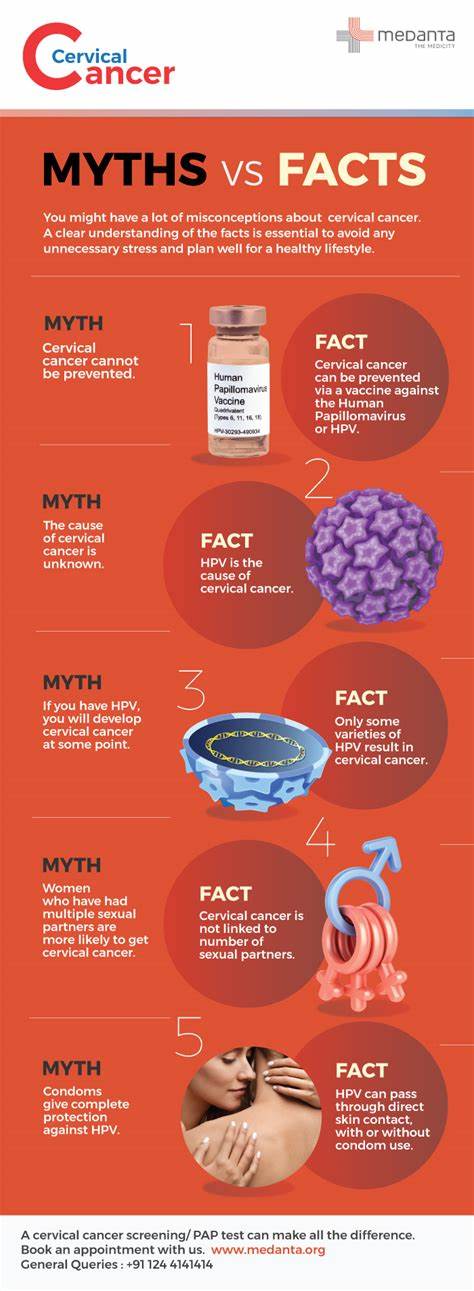 Cervical
Cancer
medanta
THE MEDICITY
MYTHS VS FACTS
You might have a lot of misconceptions about cervical cancer.
A clear understanding of the facts is essential to avoid any
unnecessary stress and plan well for a healthy lifestyle.
1
MYTH
Cervical
cancer cannot
be prevented.
Human
Papillomavirus
Vaccine
Quadrivalent
(Types 6, 11, 16, 18)
FACT
Cervical cancer
can be prevented
via a vaccine against
the Human
Papillomavirus
or HPV.
2
MYTH
The cause
of cervical
cancer is
unknown.
FACT
HPV is the
cause of
cervical cancer.
3
MYTH
If you have HPV,
you will develop
cervical cancer
at some point.
FACT
Only some
varieties of
HPV result in
cervical cancer.
4
MYTH
Women
who have had
multiple sexual
partners are
more likely to get
cervical cancer.
FACT
Cervical cancer is
not linked to
number of
sexual partners.
5
MYTH
Condoms
give complete
protection
against HPV.
FACT
HPV can pass
through direct
skin contact,
with or without
condom use.
A cervical cancer screening/ PAP test can make all the difference.
Book an appointment with us. www.medanta.org
General Queries : +91 124 4141414